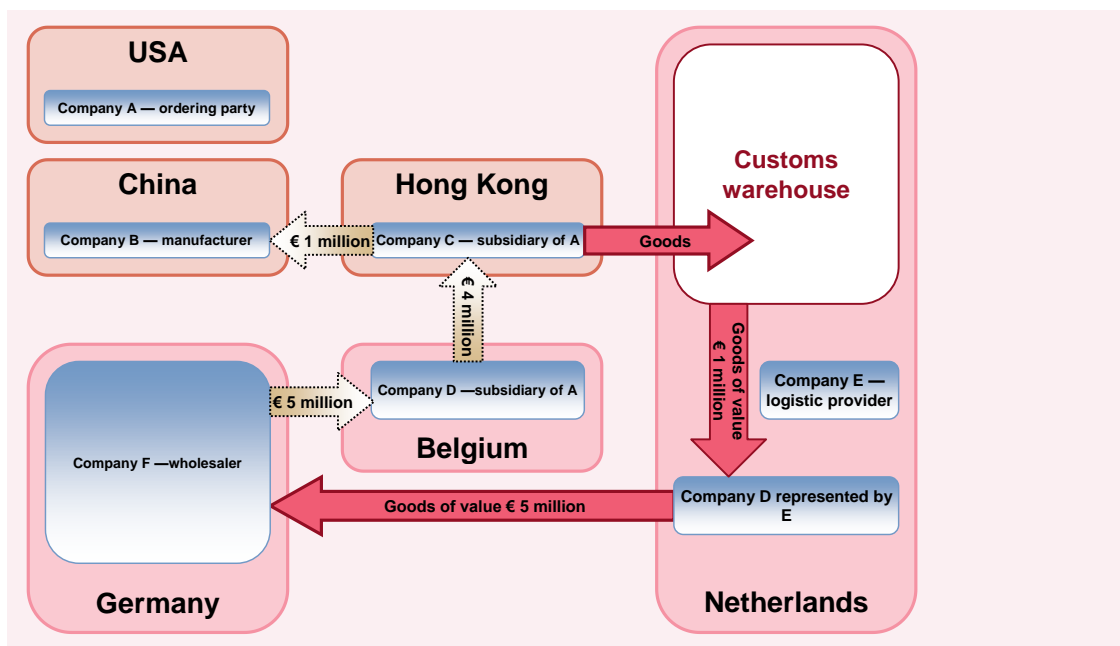 USA
Company A — ordering party
China
Company B — manufacturer
€ 1 million
Hong Kong
Company C — subsidiary of A
Goods
Customs
warehouse
€ 4 million
Goods of value
€ 1 million
Company E —
logistic provider
Company F —wholesaler
€ 5 million
Company D —subsidiary of A
Belgium
Goods of value € 5 million
Company D represented by
E
Germany
Netherlands